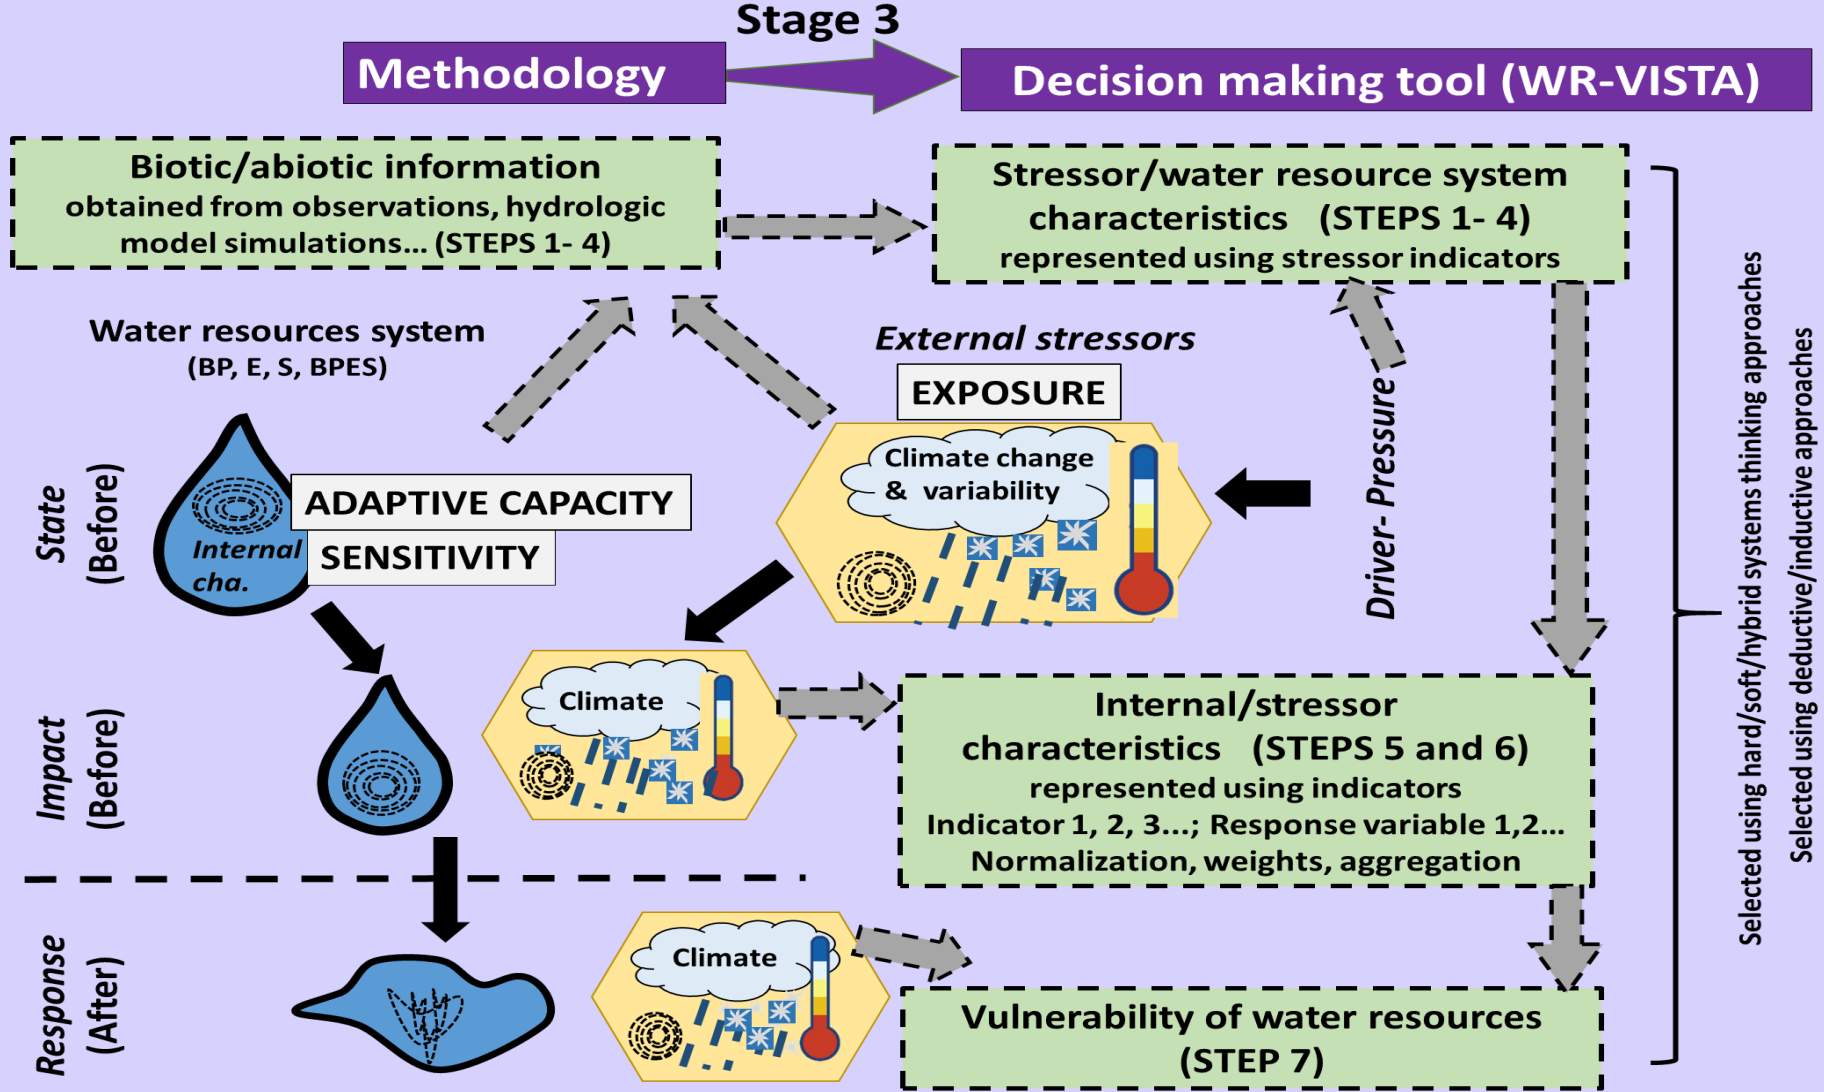 Stage 3
Methodology
Decision making tool (WR-VISTA)
Biotic/abiotic information
obtained from observations, hydrologic
model simulations... (STEPS 1- 4)
Stressor/water resource system
characteristics (STEPS 1- 4)
represented using stressor indicators
Water resources system
(BP, E, S, BPES)
External stressors
EXPOSURE
Climate change
& variability
Driver- Pressure
State
(Before)
ADAPTIVE CAPACITY
SENSITIVITY
Internal
cha.
Impact
(Before)
Climate
Internal/stressor
characteristics (STEPS 5 and 6)
represented using indicators
Indicator 1, 2, 3...; Response variable 1,2...
Normalization, weights, aggregation
Response
(After)
Climate
Vulnerability of water resources
(STEP 7)
Selected using hard/soft/hybrid systems thinking approaches
Selected using deductive/inductive approaches